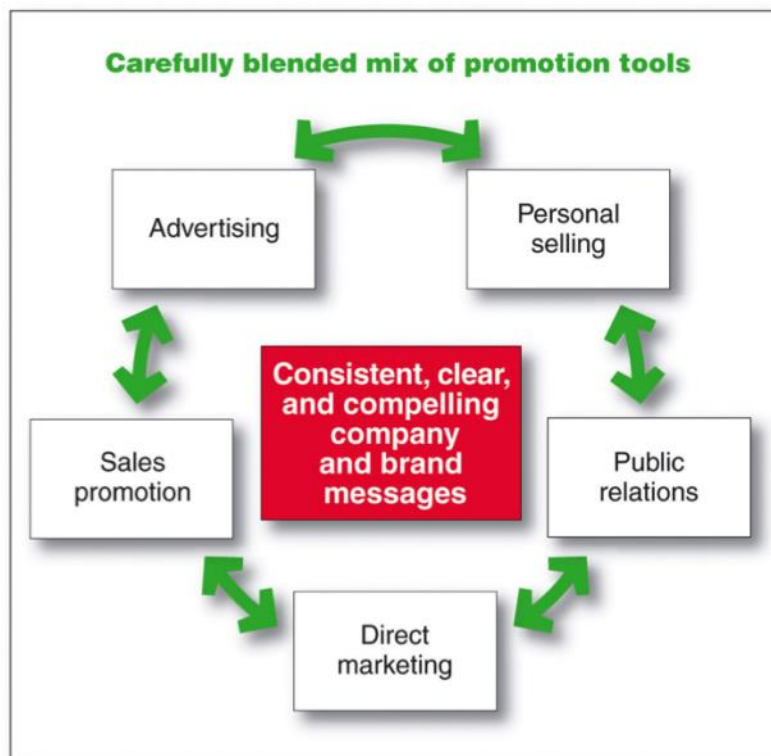 Carefully blended mix of promotion tools
Advertising
Personal
selling
Consistent, clear,
and compelling
company
and brand
messages
Sales
promotion
Public
relations
Direct
marketing